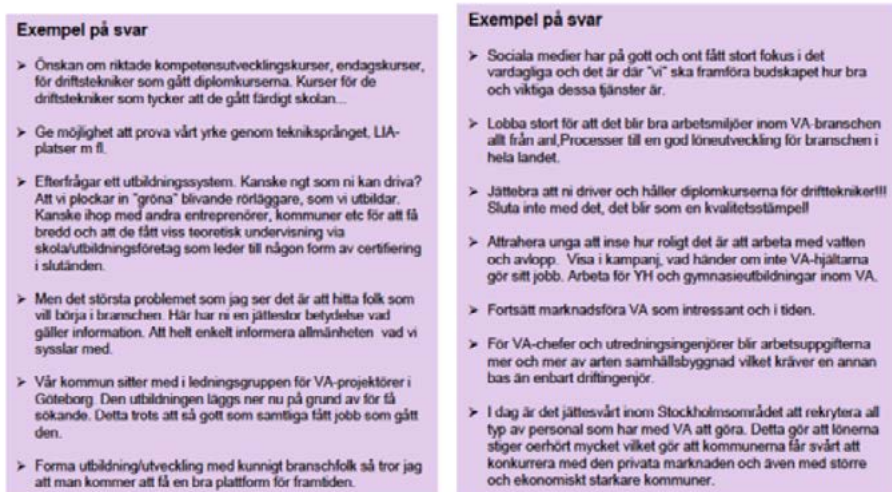 Exempel på svar
➤ Önskan om riktade kompetensutvecklingskurser, endagskurser,
för driftstekniker som gått diplomkurserna. Kurser för de
driftstekniker som tycker att de gått färdigt skolan...
➤ Ge möjlighet att prova vårt yrke genom tekniksprånget, LIA-
platser m fl.
➤ Efterfrågar ett utbildningssystem. Kanske ngt som ni kan driva?
Att vi plockar in "gröna" blivande rörläggare, som vi utbildar.
Kanske ihop med andra entreprenörer, kommuner etc för att få
bredd och att de fått viss teoretisk undervisning via
skola/utbildningsföretag som leder till någon form av certifiering
i slutänden.
➤ Men det största problemet som jag ser det är att hitta folk som
vill börja i branschen. Här har ni en jättestor betydelse vad
gäller information. Att helt enkelt informera allmänheten vad vi
sysslar med.
➤ Vår kommun sitter med i ledningsgruppen för VA-projektörer i
Göteborg. Den utbildningen läggs ner nu på grund av för få
sökande. Detta trots att så gott som samtliga fått jobb som gått
den.
➤ Forma utbildning/utveckling med kunnigt branschfolk så tror jag
att man kommer att få en bra plattform för framtiden.
Exempel på svar
➤ Sociala medier har på gott och ont fått stort fokus i det
vardagliga och det är där "vi" ska framföra budskapet hur bra
och viktiga dessa tjänster är.
➤ Lobba stort för att det blir bra arbetsmiljöer inom VA-branschen
allt från anl,Processer till en god löneutveckling för branschen i
hela landet.
➤ Jättebra att ni driver och håller diplomkurserna för drifttekniker!!!
Sluta inte med det, det blir som en kvalitetsstämpel!
➤ Attrahera unga att inse hur roligt det är att arbeta med vatten
och avlopp. Visa i kampanj, vad händer om inte VA-hjältarna
gör sitt jobb. Arbeta för YH och gymnasieutbildningar inom VA.
➤ Fortsätt marknadsföra VA som intressant och i tiden.
➤ För VA-chefer och utredningsingenjörer blir arbetsuppgifterna
mer och mer av arten samhällsbyggnad vilket kräver en annan
bas än enbart driftingenjör.
➤ I dag är det jättesvårt inom Stockholmsområdet att rekrytera all
typ av personal som har med VA att göra. Detta gör att lönerna
stiger oerhört mycket vilket gör att kommunerna får svårt att
konkurrera med den privata marknaden och även med större
och ekonomiskt starkare kommuner.